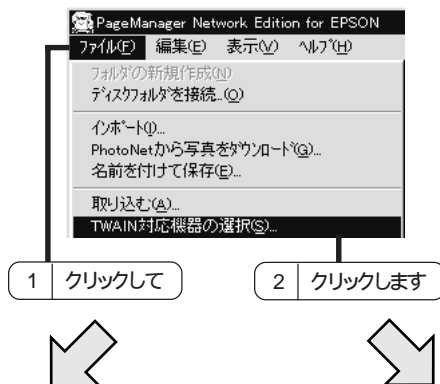 PageManager Network Edition for EPSON
ファイル(F) 編集(E) 表示(V) ヘルプ(H)
フォルダの新規作成(N)
ディスクフォルダを接続..(O)
インポート(I)...
PhotoNetから写真をダウンロード(G)...
名前を付けて保存(E)...
取り込む(A)...
TWAIN対応機器の選択(S)...
1 クリックして
2 クリックします